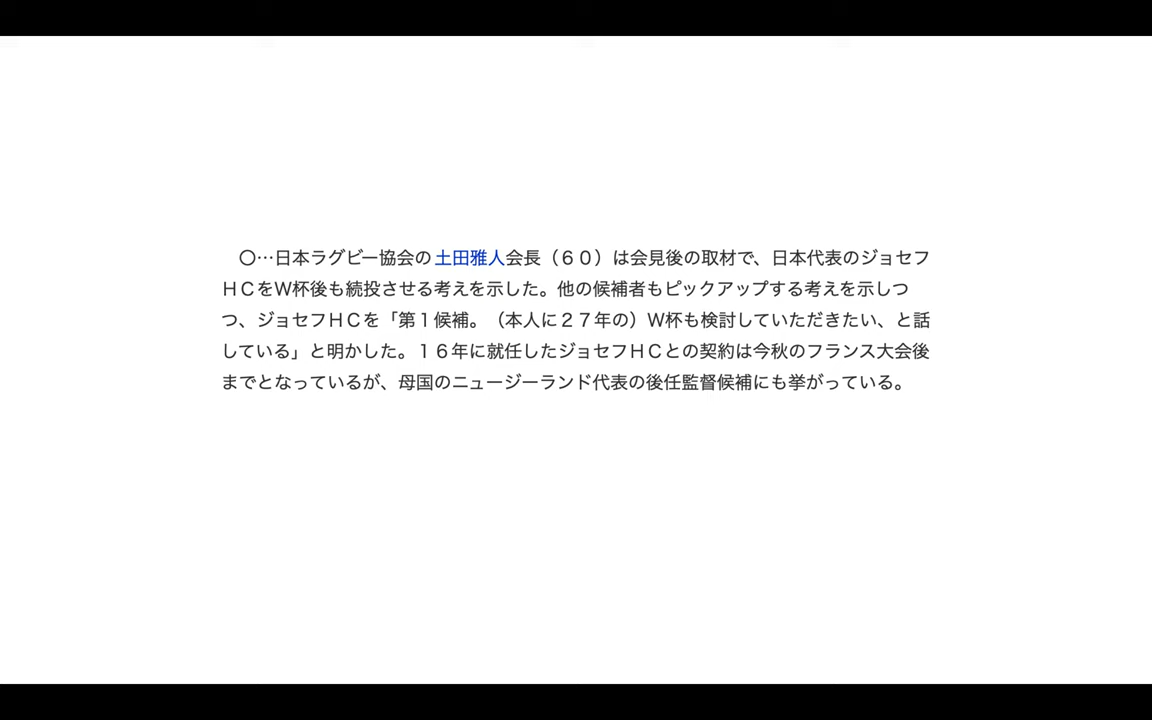 〇…日本ラグビー協会の土田雅人会長（６０）は会見後の取材で、日本代表のジョセフ
ＨＣをＷ杯後も続投させる考えを示した。他の候補者もピックアップする考えを示しつ
つ、ジョセフＨＣを「第１候補。（本人に２７年の）Ｗ杯も検討していただきたい、と話
している」と明かした。１６年に就任したジョセフＨＣとの契約は今秋のフランス大会後
までとなっているが、母国のニュージーランド代表の後任監督候補にも挙がっている。